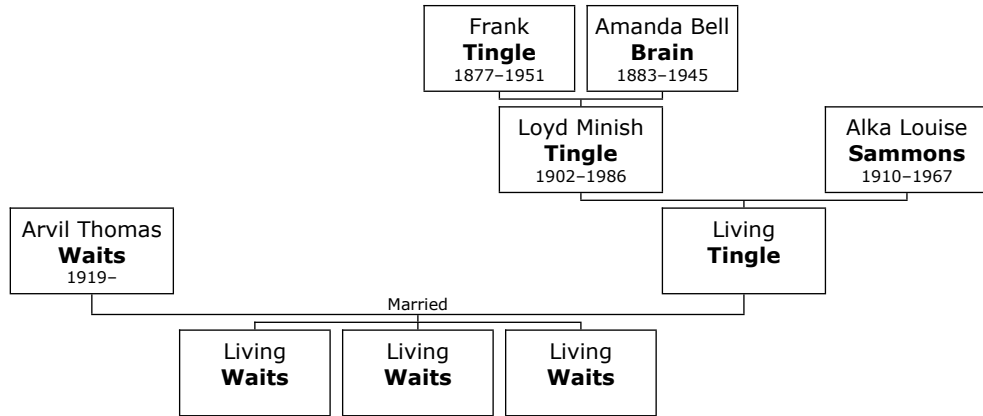 Frank
Tingle
1877–1951
Amanda Bell
Brain
1883–1945
Loyd Minish
Tingle
1902–1986
Alka Louise
Sammons
1910–1967
Arvil Thomas
Waits
1919–
Living
Tingle
Married
Living
Waits
Living
Waits
Living
Waits